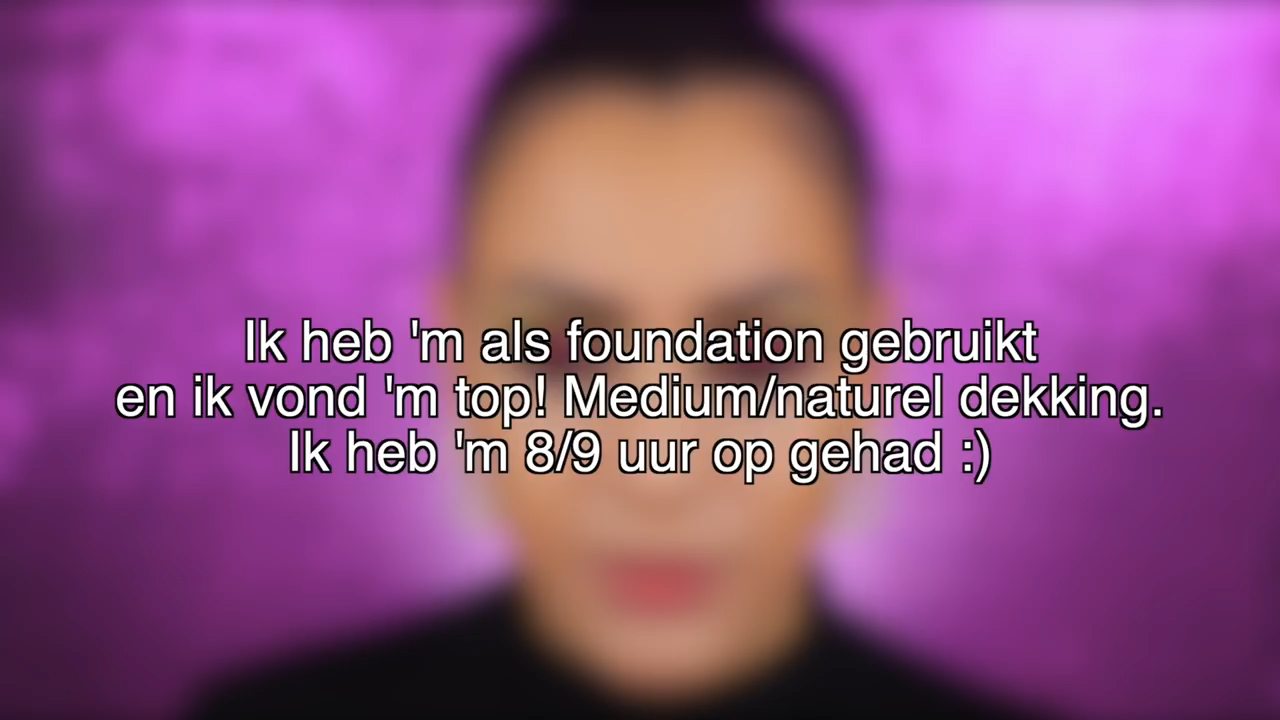 Ik heb 'm als foundation gebruikt
en ik vond 'm top! Medium/naturel dekking.
Ik heb 'm 8/9 uur op gehad :)